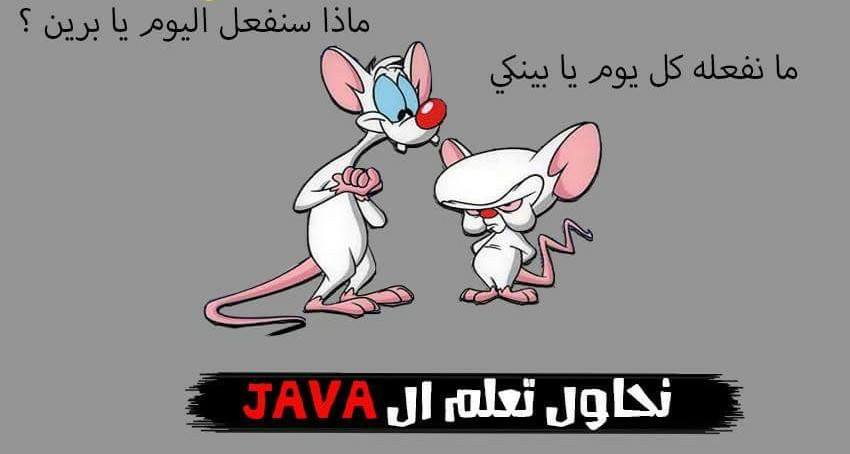 ماذا سنفعل اليوم يا برين ؟
ما نفعله كل يوم يا بينكي
نحاول تعلم ال JAVA